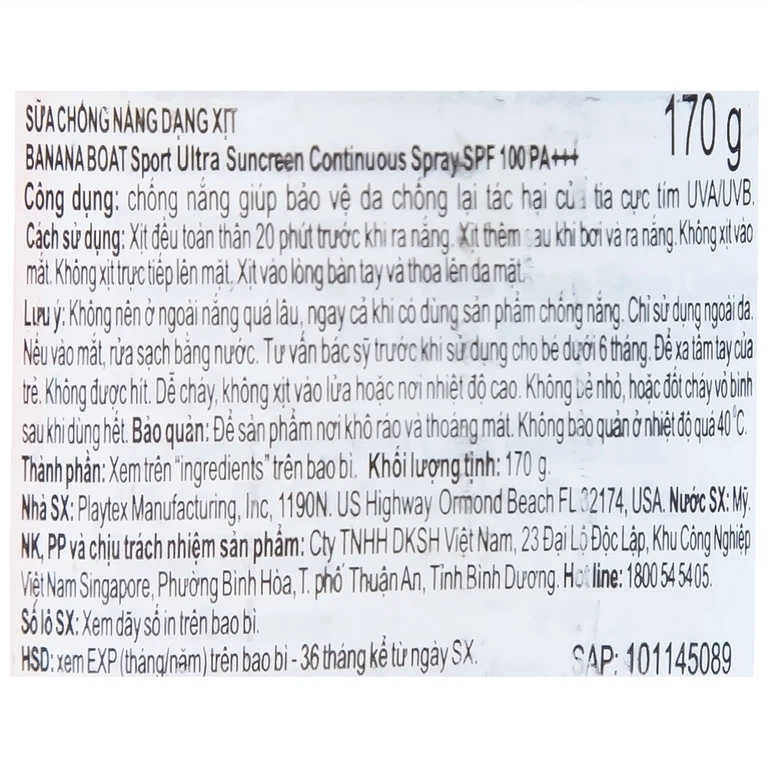 SỮA CHỐNG NẮNG DẠNG XỊT
170 g
BANANA BOAT Sport Ultra Suncreen Continuous Spray SPF 100 PA+++
Công dụng: chống nắng giúp bảo vệ da chống lại tác hại của tia cực tím UVA/UVB.
Cách sử dụng: Xịt đều toàn thân 20 phút trước khi ra nắng. Xịt thêm sau khi bơi và ra nắng. Không xịt vào
mắt. Không xịt trực tiếp lên mặt. Xịt vào lòng bàn tay và thoa lên da mặt.
Lưu ý: Không nên ở ngoài nắng quá lâu, ngay cả khi có dùng sản phẩm chống nắng. Chỉ sử dụng ngoài da.
Nếu vào mắt, rửa sạch bằng nước. Tư vấn bác sỹ trước khi sử dụng cho bé dưới 6 tháng. Để xa tầm tay của
trẻ. Không được hít. Dễ cháy, không xịt vào lửa hoặc nơi nhiệt độ cao. Không bẻ nhỏ, hoặc đốt cháy vỏ bình
sau khi dùng hết. Bảo quản: Để sản phẩm nơi khô ráo và thoáng mát. Không bảo quản ở nhiệt độ quá 40°C.
Thành phần: Xem trên "ingredients" trên bao bì. Khối lượng tịnh: 170 g.
Nhà SX: Playtex Manufacturing, Inc, 1190N. US Highway Ormond Beach FL 32174, USA. Nước SX: Mỹ.
NK, PP và chịu trách nhiệm sản phẩm: Cty TNHH DKSH Việt Nam, 23 Đại Lộ Độc Lập, Khu Công Nghiệp
Việt Nam Singapore, Phường Bình Hòa, T. phố Thuận An, Tỉnh Bình Dương. Hotline: 1800 54 5405.
Số lô SX: Xem dãy số in trên bao bì.
HSD: xem EXP (tháng/năm) trên bao bì - 36 tháng kể từ ngày SX.
SAP: 101145089